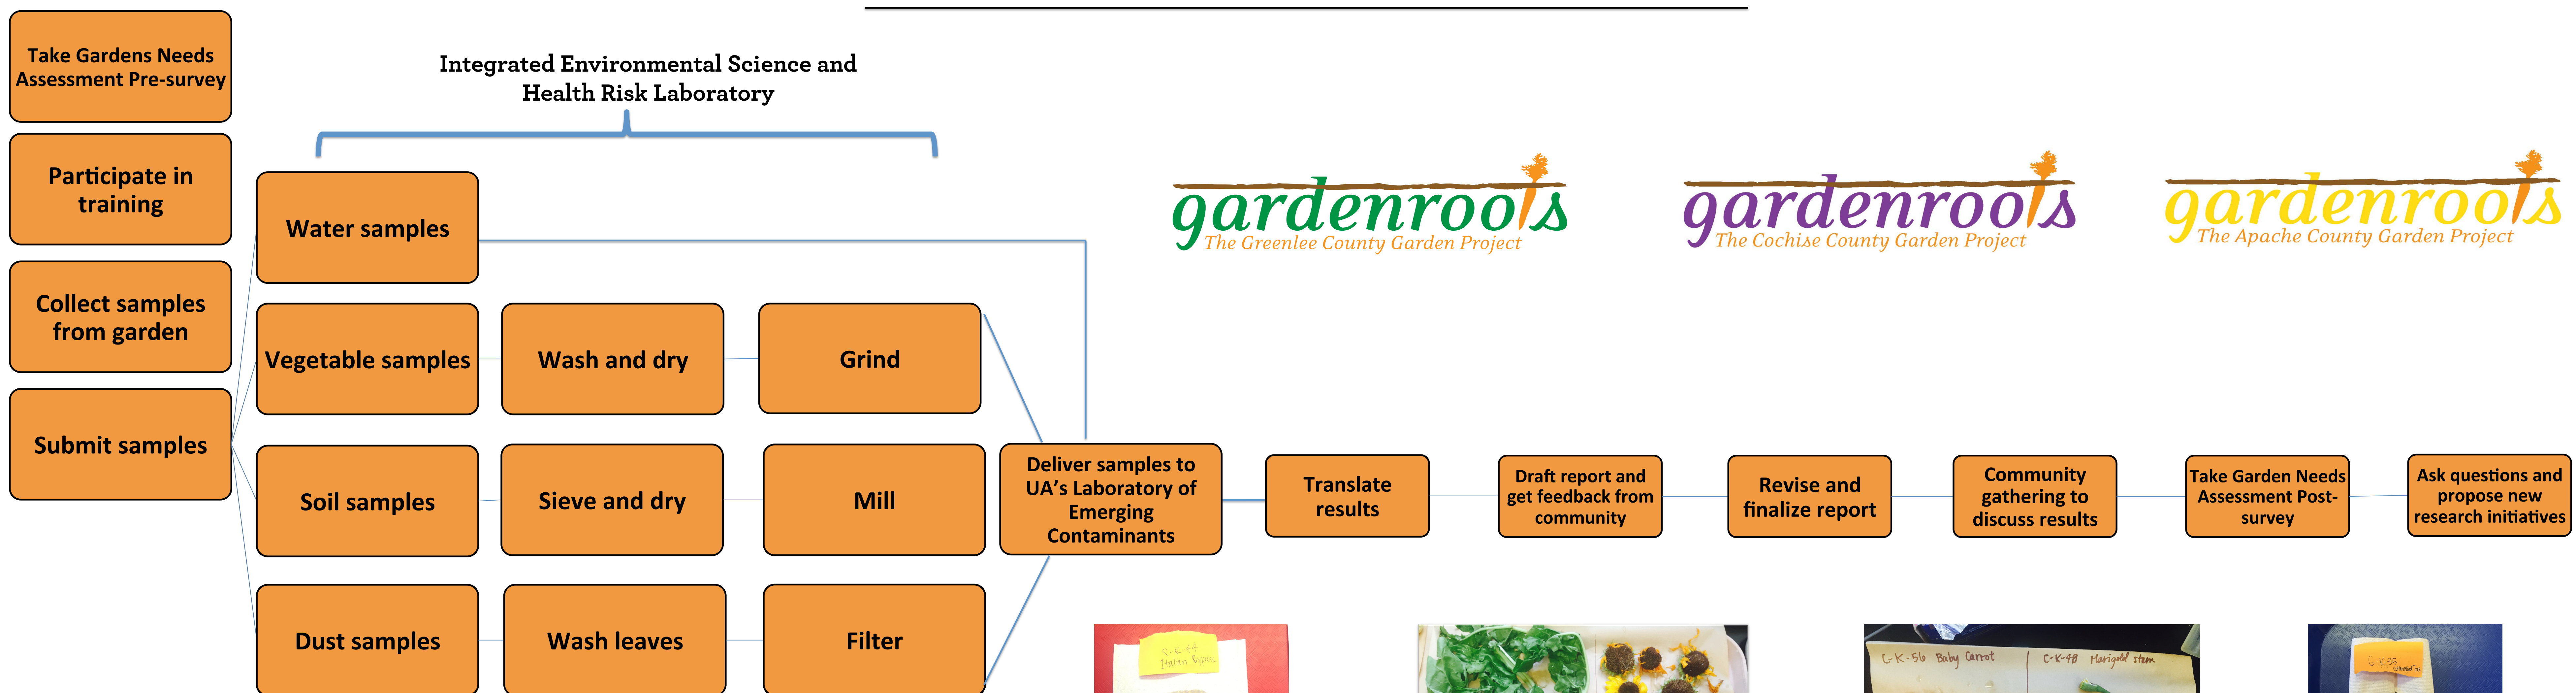 Take Gardens Needs
Assessment Pre-survey
Participate in
training
Collect samples
from garden
Submit samples
Integrated Environmental Science and
Health Risk Laboratory
Water samples
Vegetable samples
Wash and dry
Grind
Soil samples
Sieve and dry
Mill
Dust samples
Wash leaves
Filter
gardenroots
The Greenlee County Garden Project
gardenroots
The Cochise County Garden Project
gardenroots
The Apache County Garden Project
Deliver samples to
UA’s Laboratory of
Emerging
Contaminants
Translate
results
Draft report and
get feedback from
community
Revise and
finalize report
Community
gathering to
discuss results
Take Garden Needs
Assessment Post-
survey
Ask questions and
propose new
research initiatives
Italian
C-K-56 Baby Carrot
C-K-48 Marigold stem